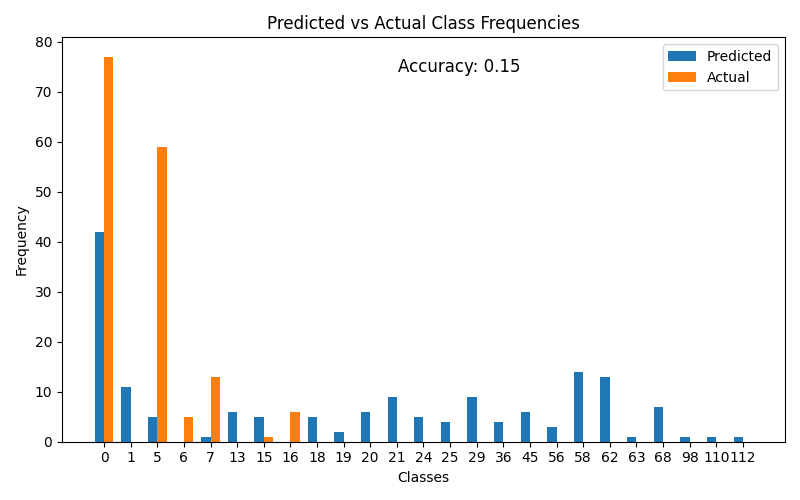 Predicted vs Actual Class Frequencies
80
70
60
50
40
30
20
10
0
Frequency
Accuracy: 0.15
Predicted
Actual
0 1 5 6 7 13 15 16 18 19 20 21 24 25 29 36 45 56 58 62 63 68 98 110 112
Classes